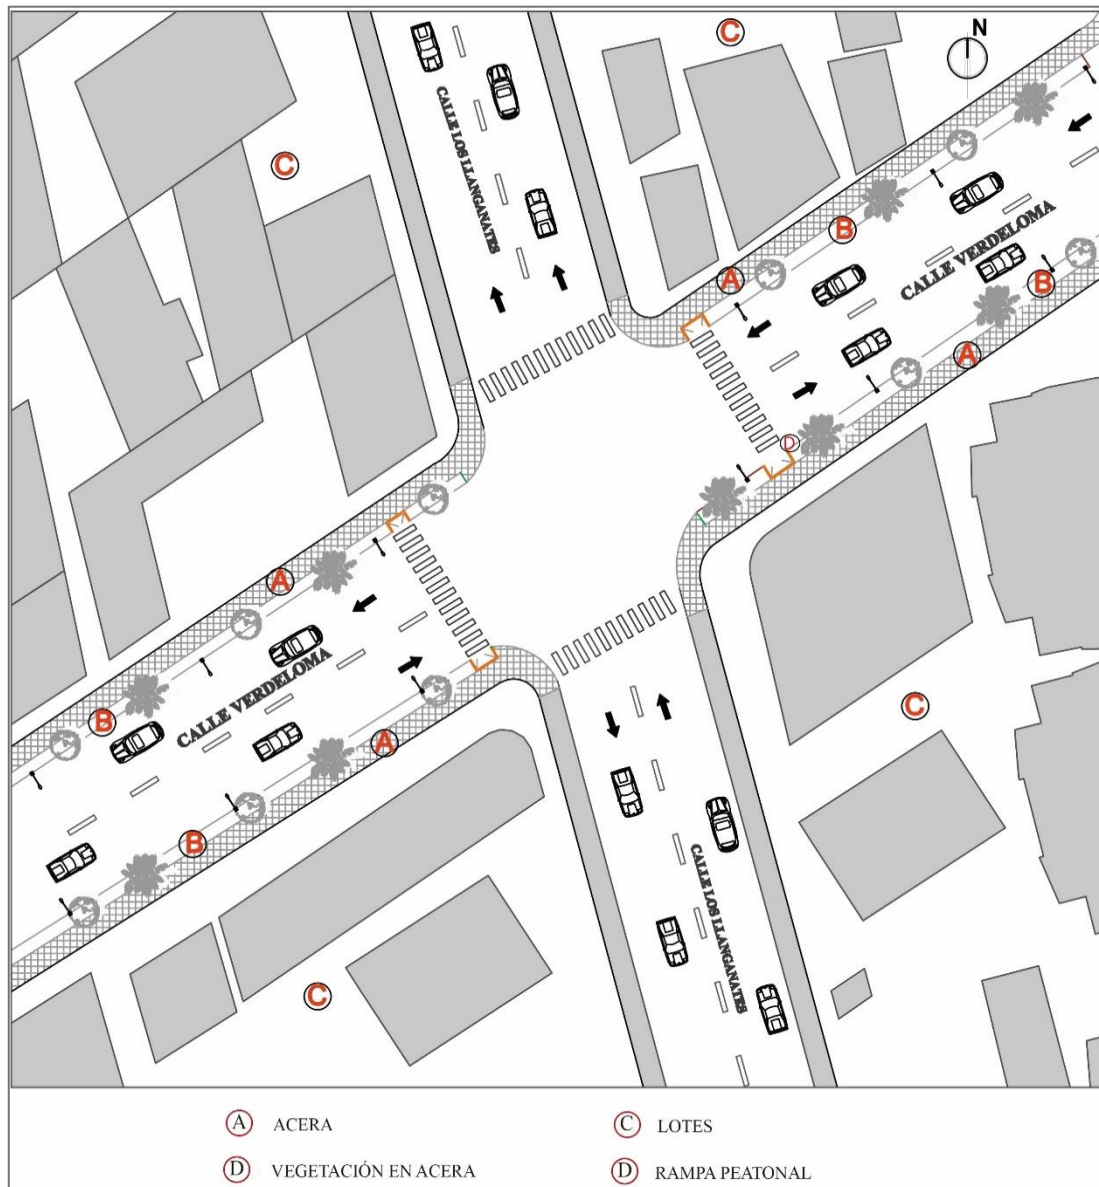 N
C
C
CALLE LOS LLANGANATES
B
CALLE VERDELOMA
A
B
A
D
A
CALLE VERDELOMA
B
A
B
C
CALLE LOS LLANGANATES
C
A ACERA
C LOTES
D VEGETACIÓN EN ACERA
D RAMPA PEATONAL